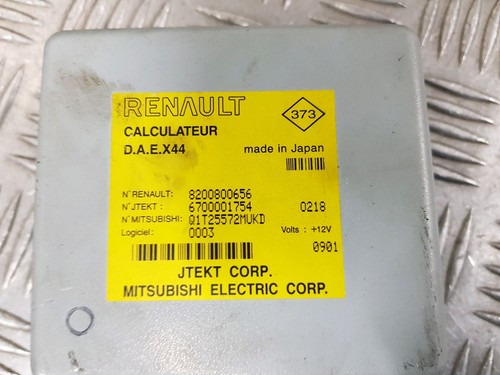 RENAULT
373
CALCULATEUR
D.A.E.X44 made in Japan
N°RENAULT: 8200800656
N°JTEKT : 6700001754 0218
N°MITSUBISHI: Q1T25572MUKD
Logiciel: 0003 Volts : +12V
0901
JTEKT CORP.
MITSUBISHI ELECTRIC CORP.